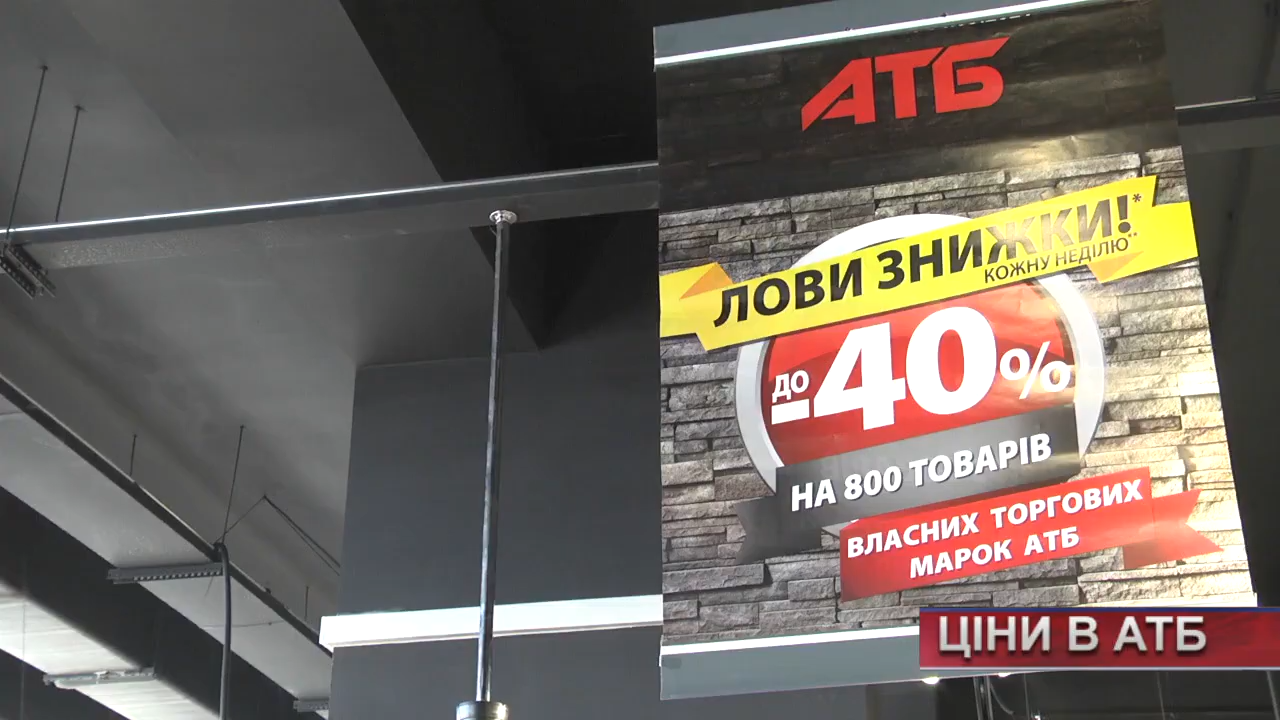 АТБ
ЛОВИ ЗНИЖКИ!*
КОЖНУ НЕДІЛЮ**
ДО
-40%
НА 800 ТОВАРІВ
ВЛАСНИХ ТОРГОВИХ
МАРОК АТБ
ЦІНИ В АТБ